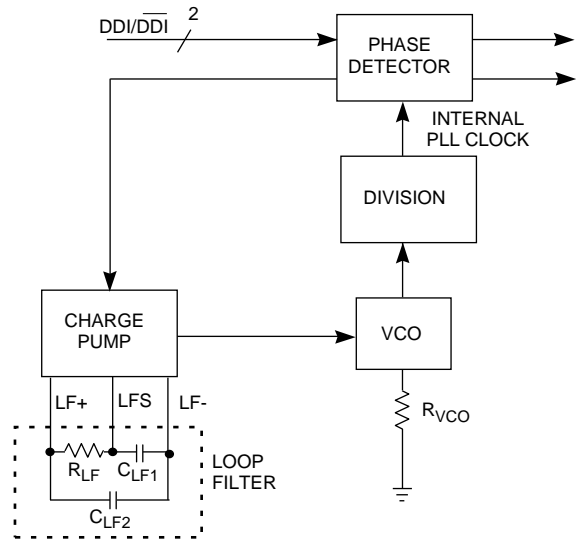 DDI/D̅D̅I̅ 2
PHASE
DETECTOR
INTERNAL
PLL CLOCK
DIVISION
CHARGE
PUMP
VCO
LF+ LFS LF-
RVCO
RLF CLF1
LOOP
FILTER
CLF2